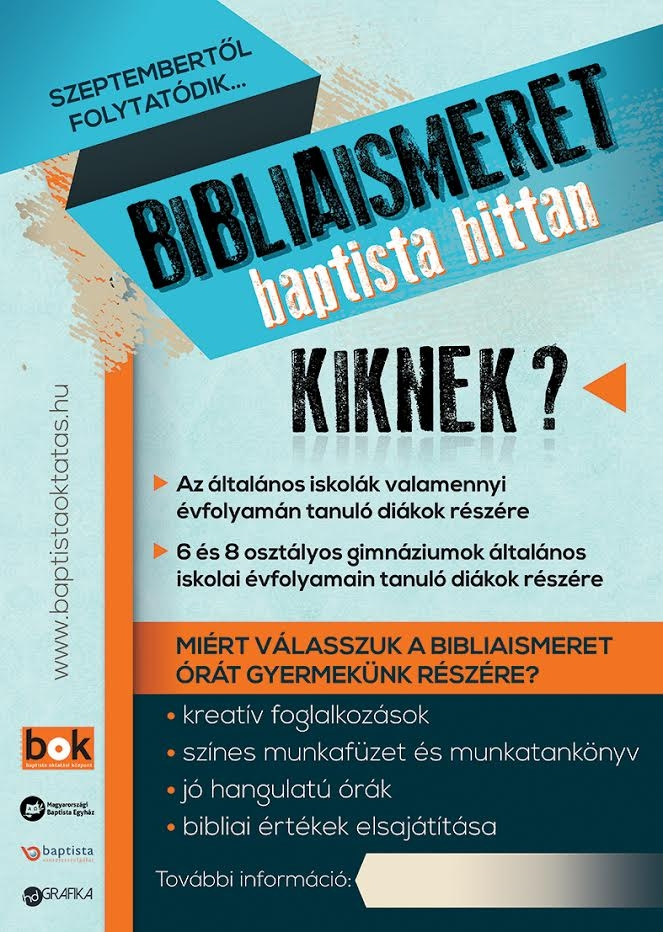 SZEPTEMBERTŐL
FOLYTATÓDIK...
BIBLIAISMERET
baptista hittan
KIKNEK?
Az általános iskolák valamennyi
évfolyamán tanuló diákok részére
6 és 8 osztályos gimnáziumok általános
iskolai évfolyamain tanuló diákok részére
MIÉRT VÁLASSZUK A BIBLIAISMERET
ÓRÁT GYERMEKÜNK RÉSZÉRE?
• kreatív foglalkozások
• színes munkafüzet és munkatankönyv
• jó hangulatú órák
• bibliai értékek elsajátítása
További információ:
www.baptistaoktatas.hu
bok
baptista oktatási központ
Magyarországi
Baptista Egyház
baptista
hdGRAFIKA